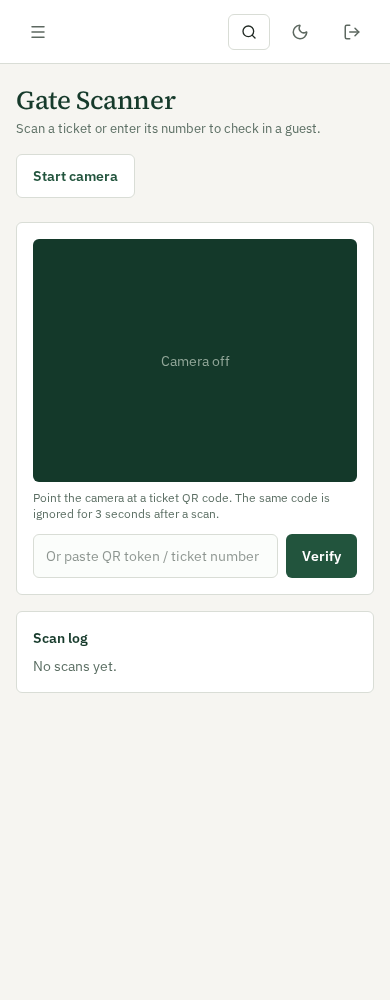 Gate Scanner
Scan a ticket or enter its number to check in a guest.
Start camera
Camera off
Point the camera at a ticket QR code. The same code is
ignored for 3 seconds after a scan.
Or paste QR token / ticket number
Verify
Scan log
No scans yet.